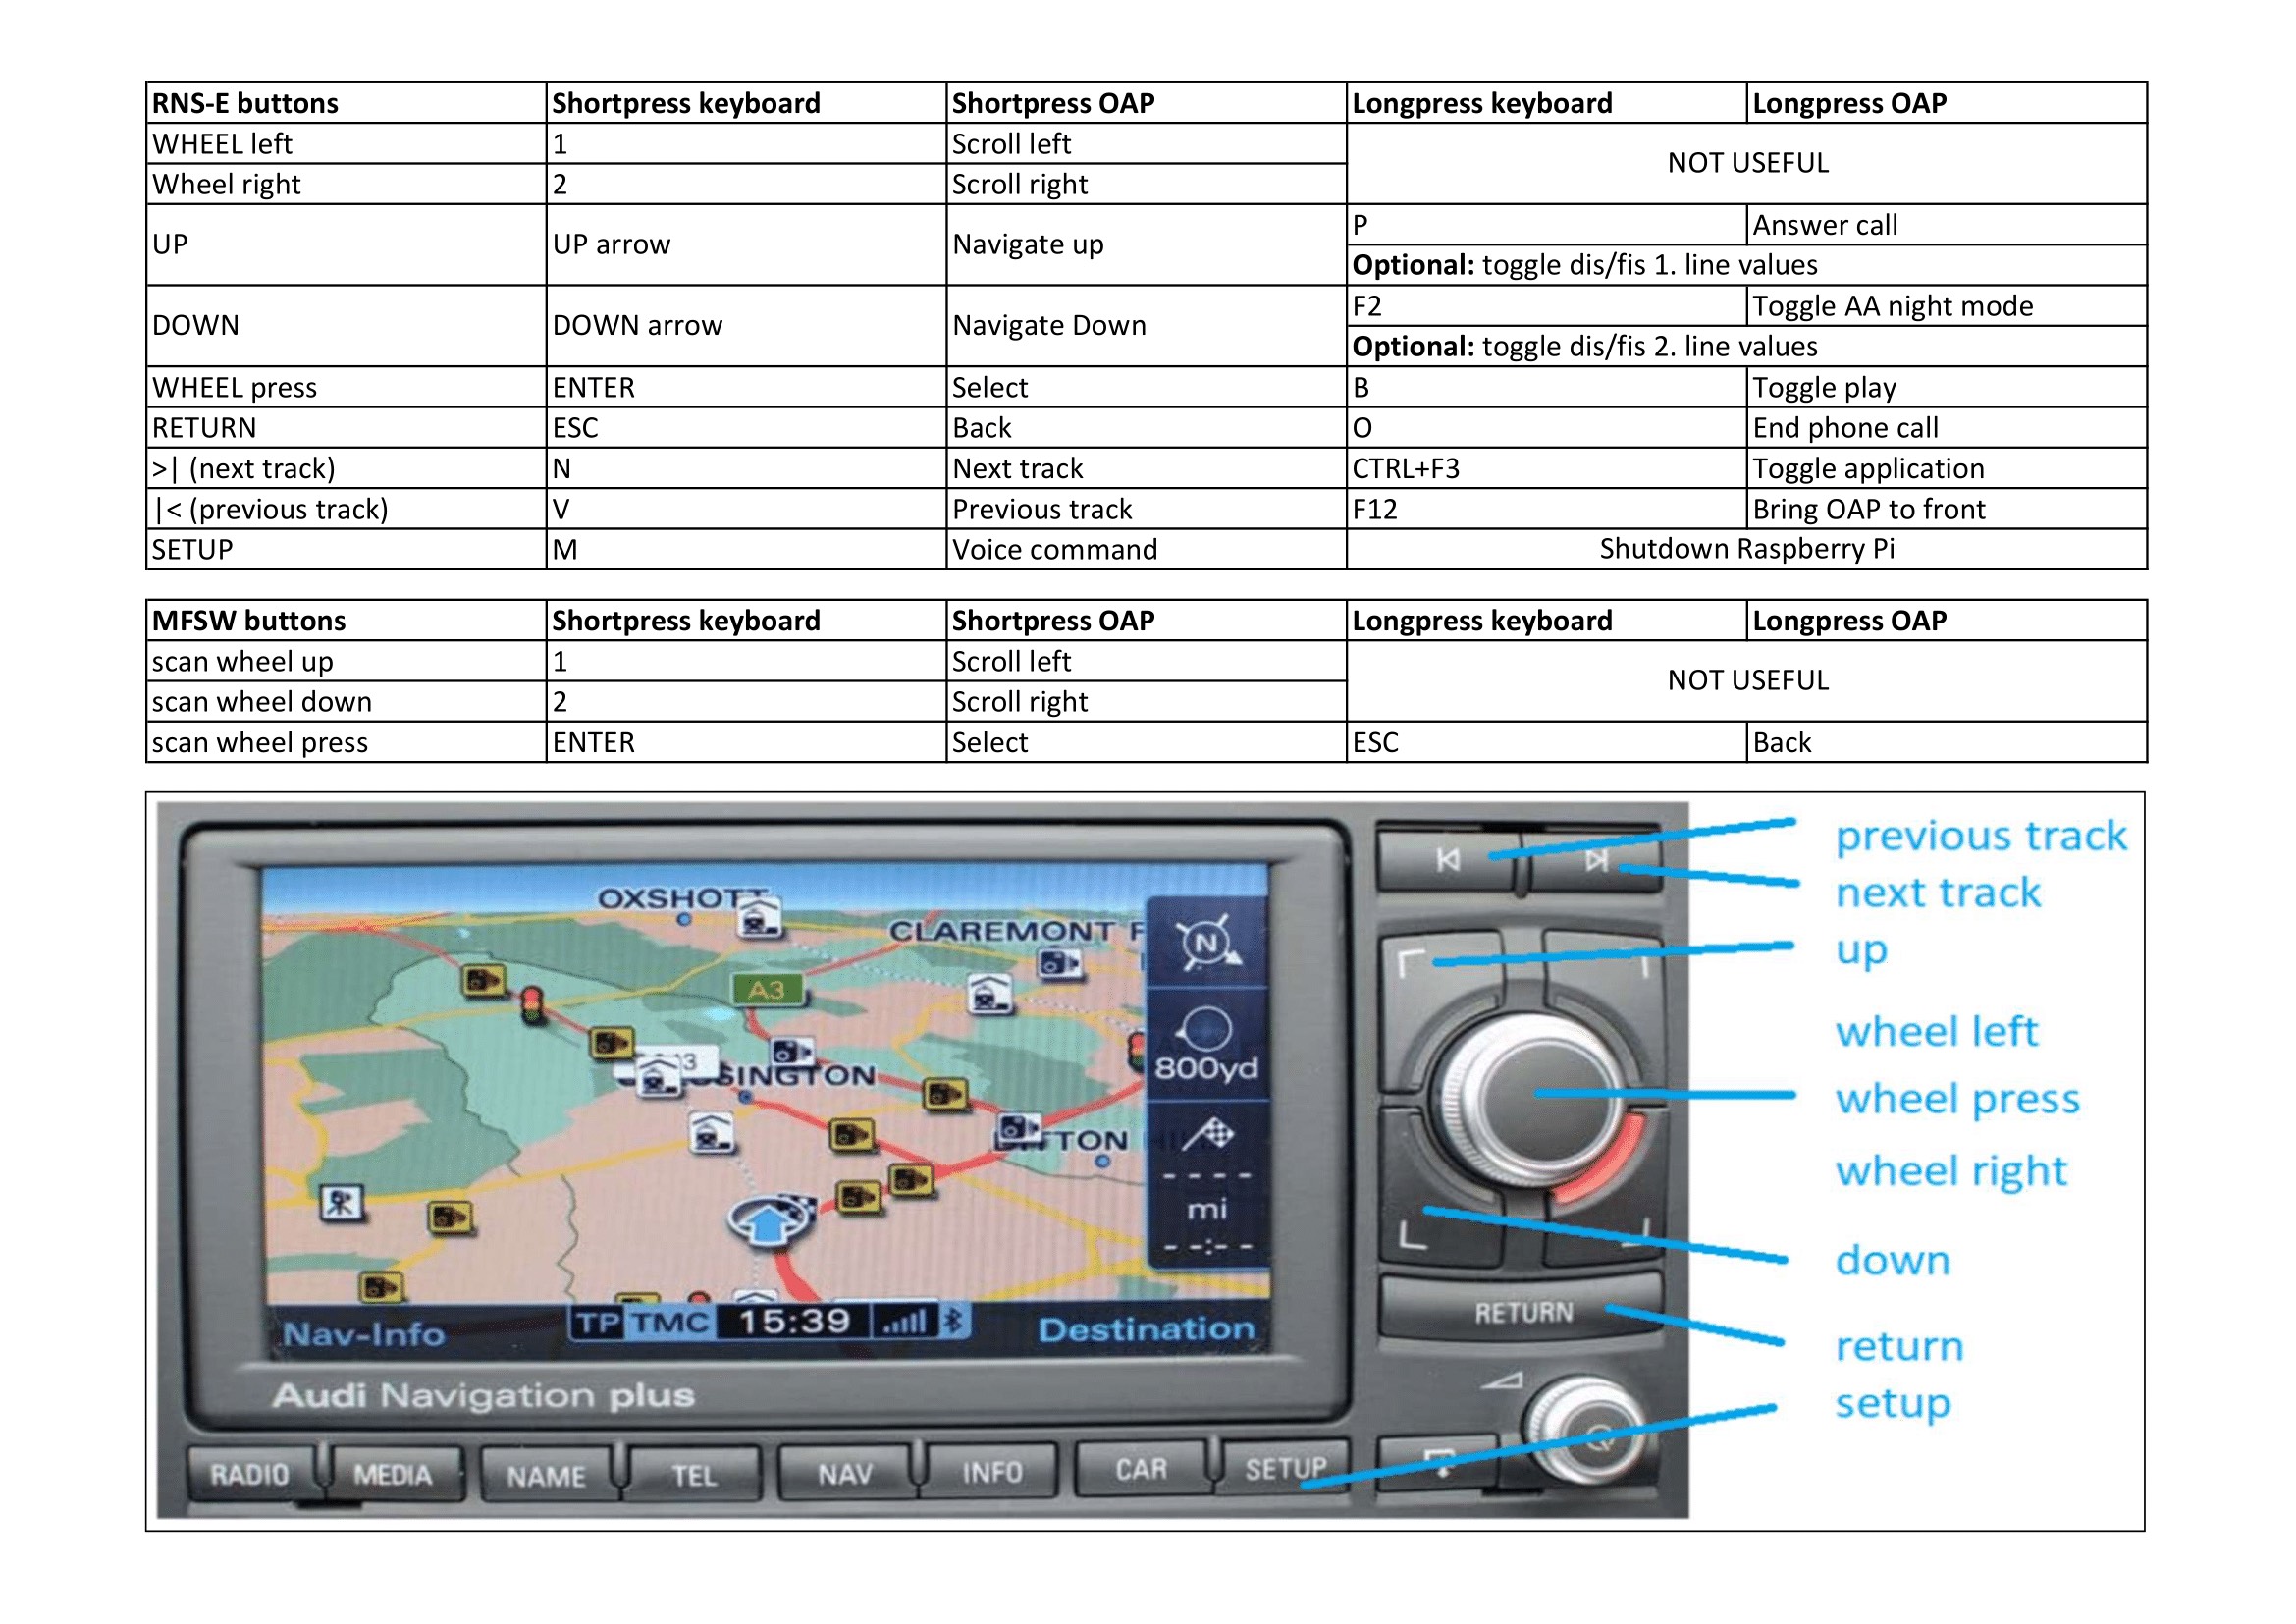 RNS-E buttons Shortpress keyboard Shortpress OAP Longpress keyboard Longpress OAP
WHEEL left 1 Scroll left NOT USEFUL
Wheel right 2 Scroll right
UP UP arrow Navigate up P Answer call
Optional: toggle dis/fis 1. line values
DOWN DOWN arrow Navigate Down F2 Toggle AA night mode
Optional: toggle dis/fis 2. line values
WHEEL press ENTER Select B Toggle play
RETURN ESC Back O End phone call
>| (next track) N Next track CTRL+F3 Toggle application
|< (previous track) V Previous track F12 Bring OAP to front
SETUP M Voice command Shutdown Raspberry Pi
MFSW buttons Shortpress keyboard Shortpress OAP Longpress keyboard Longpress OAP
scan wheel up 1 Scroll left NOT USEFUL
scan wheel down 2 Scroll right
scan wheel press ENTER Select ESC Back
previous track
next track
up
wheel left
wheel press
wheel right
down
return
setup
OXSHOTT
CLAREMONT F
N
A3
800yd
SINGTON
TTON
mi
Nav-Info TP TMC 15:39 Destination
Audi Navigation plus
RETURN
RADIO MEDIA NAME TEL NAV INFO CAR SETUP